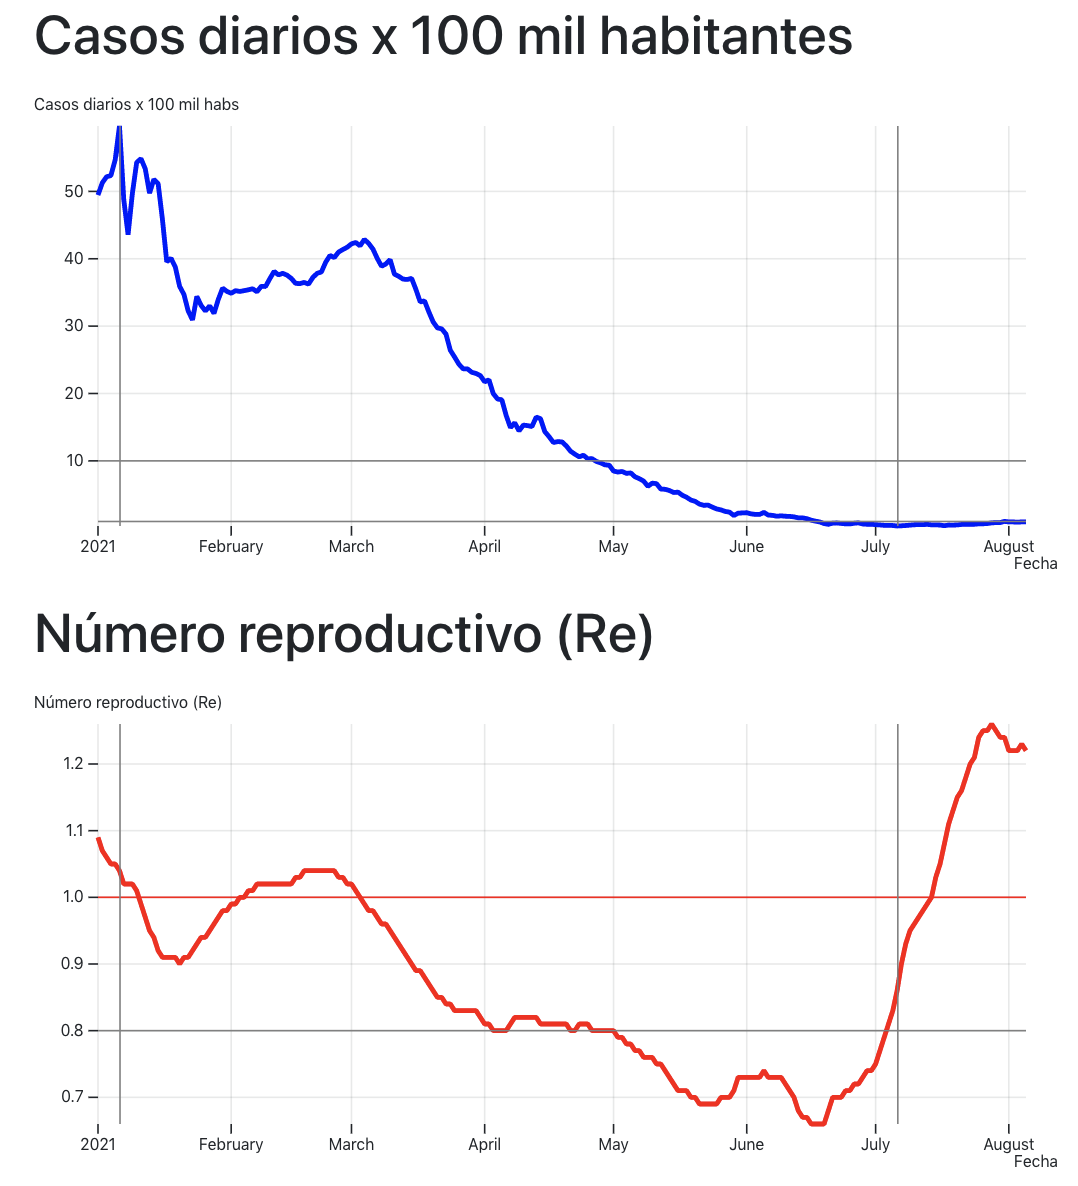 Casos diarios x 100 mil habitantes
Casos diarios x 100 mil habs
50
40
30
20
10
2021 February March April May June July August
Fecha
Número reproductivo (Re)
Número reproductivo (Re)
1.2
1.1
1.0
0.9
0.8
0.7
2021 February March April May June July August
Fecha